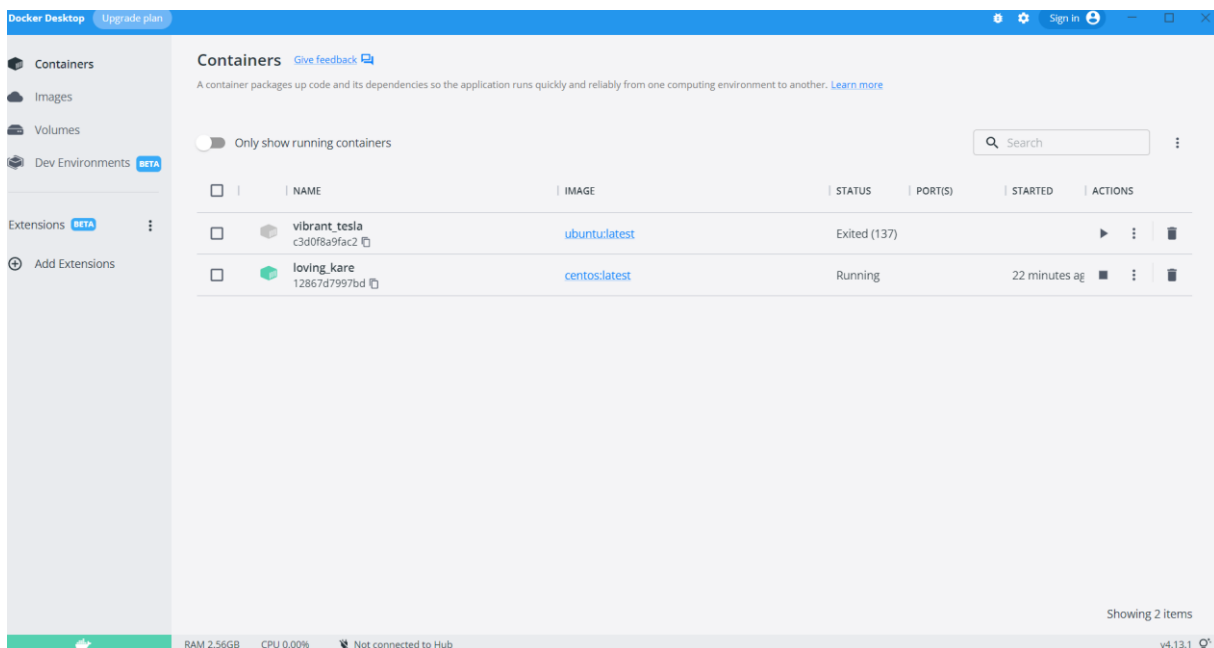 Docker Desktop Upgrade plan Sign in
Containers
Images
Volumes
Dev Environments BETA
Extensions BETA
Add Extensions
Containers Give feedback
A container packages up code and its dependencies so the application runs quickly and reliably from one computing environment to another. Learn more
Only show running containers Search
NAME IMAGE STATUS PORT(S) STARTED ACTIONS
vibrant_tesla ubuntu:latest Exited (137)
c3d0f8a9fac2
loving_kare centos:latest Running 22 minutes ag
12867d7997bd
Showing 2 items
RAM 2.56GB CPU 0.00% Not connected to Hub v4.13.1